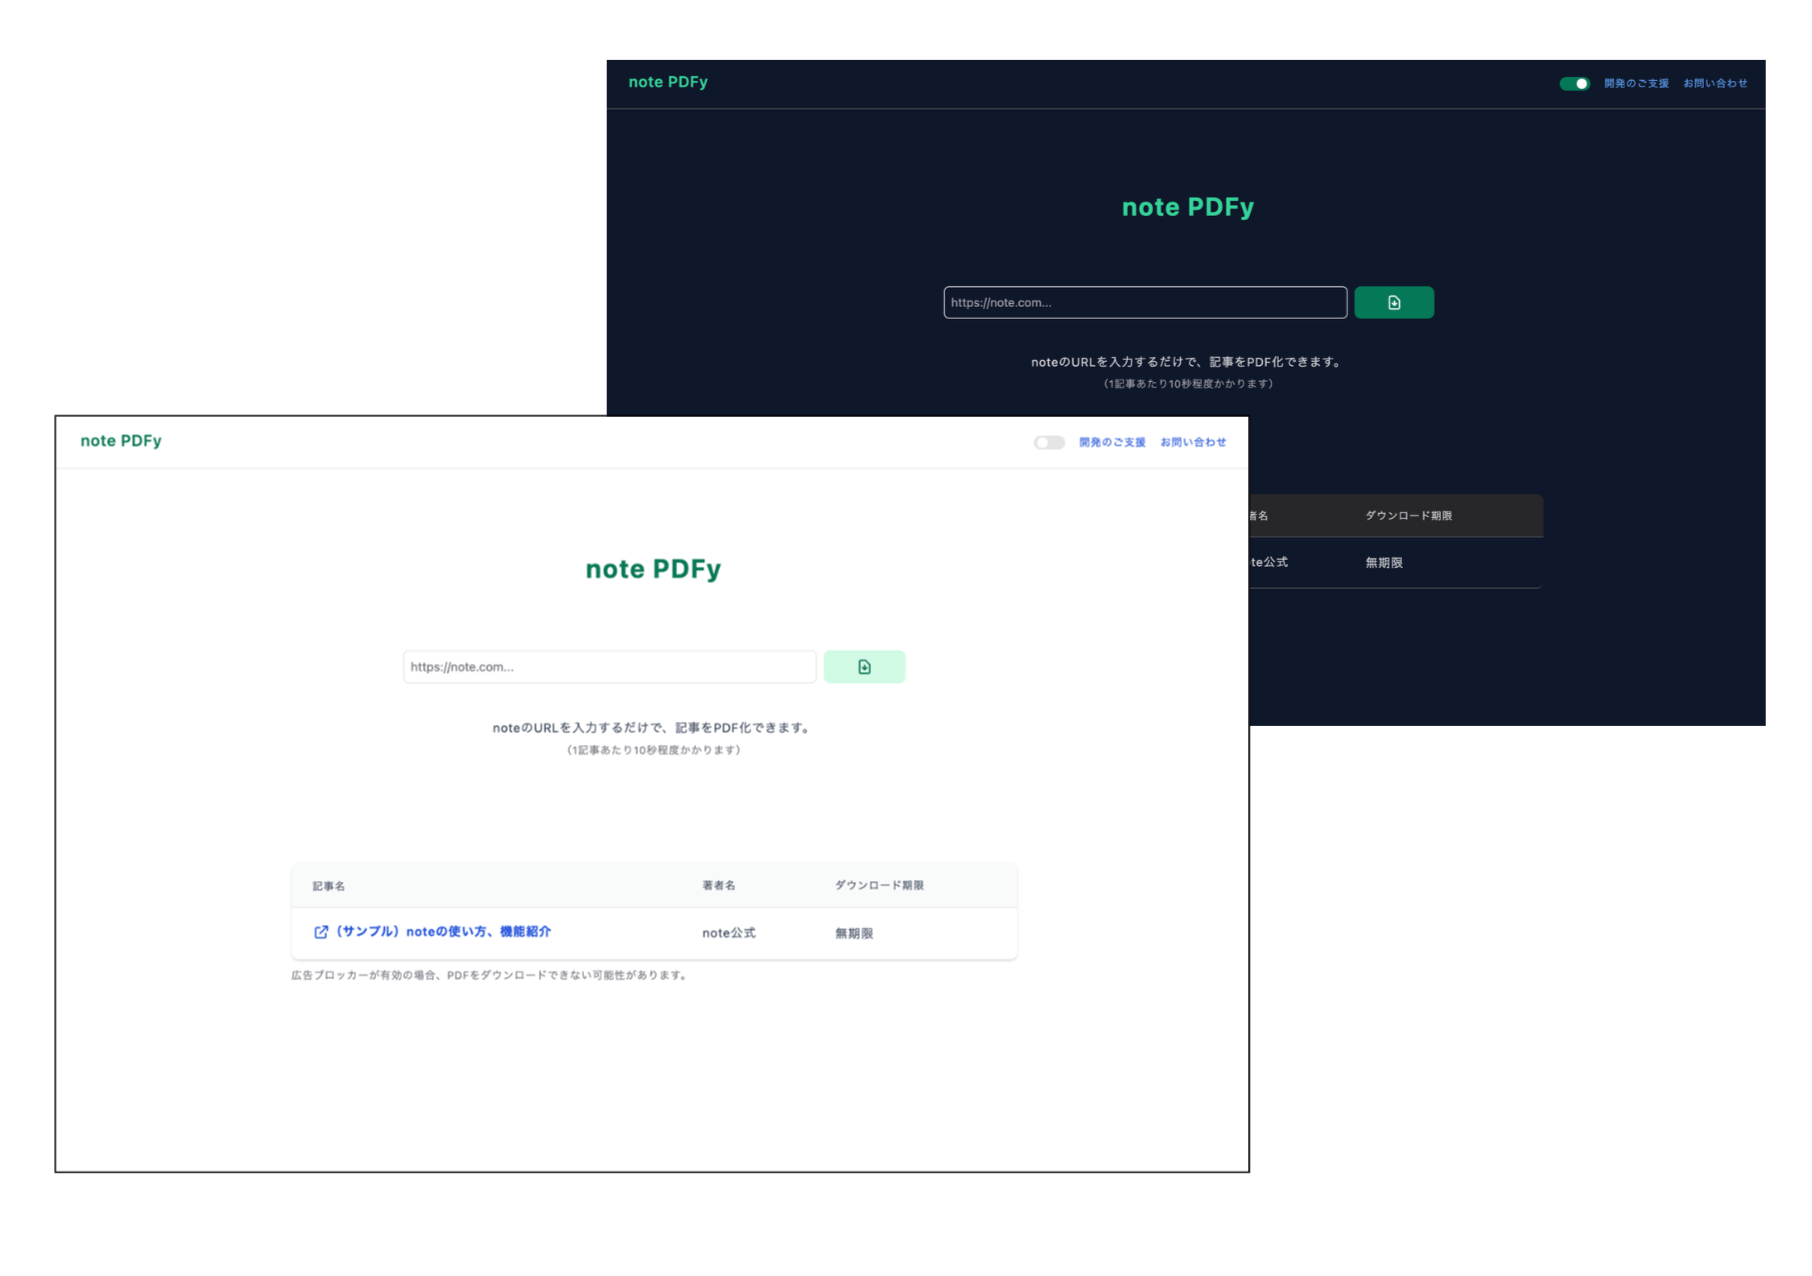 note PDFy
開発のご支援 お問い合わせ
note PDFy
https://note.com...
noteのURLを入力するだけで、記事をPDF化できます。
（1記事あたり10秒程度かかります）
者名 ダウンロード期限
te公式 無期限
note PDFy
開発のご支援 お問い合わせ
note PDFy
https://note.com...
noteのURLを入力するだけで、記事をPDF化できます。
（1記事あたり10秒程度かかります）
記事名 著者名 ダウンロード期限
（サンプル）noteの使い方、機能紹介 note公式 無期限
広告ブロッカーが有効の場合、PDFをダウンロードできない可能性があります。